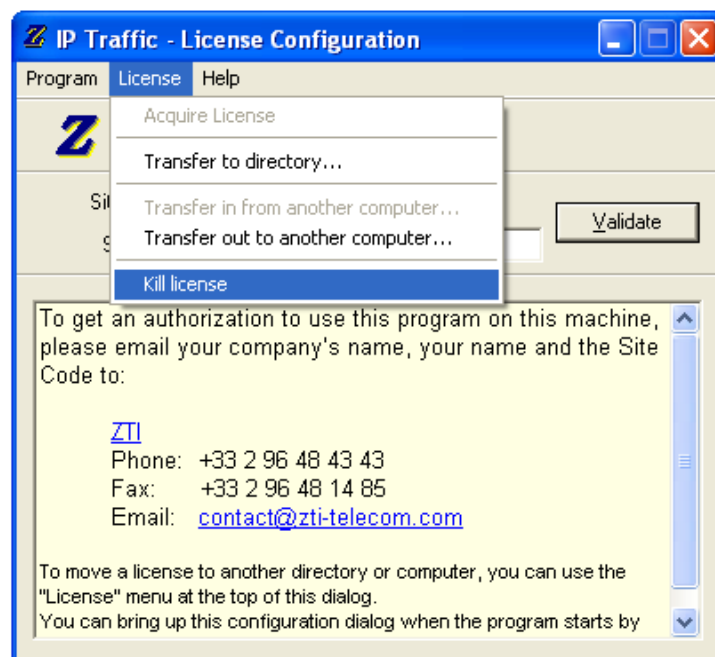 IP Traffic - License Configuration
Program License Help
Acquire License
Transfer to directory...
Transfer in from another computer...
Transfer out to another computer...
Kill license
Validate
To get an authorization to use this program on this machine,
please email your company's name, your name and the Site
Code to:
ZTI
Phone: +33 2 96 48 43 43
Fax: +33 2 96 48 14 85
Email: contact@zti-telecom.com
To move a license to another directory or computer, you can use the
"License" menu at the top of this dialog.
You can bring up this configuration dialog when the program starts by